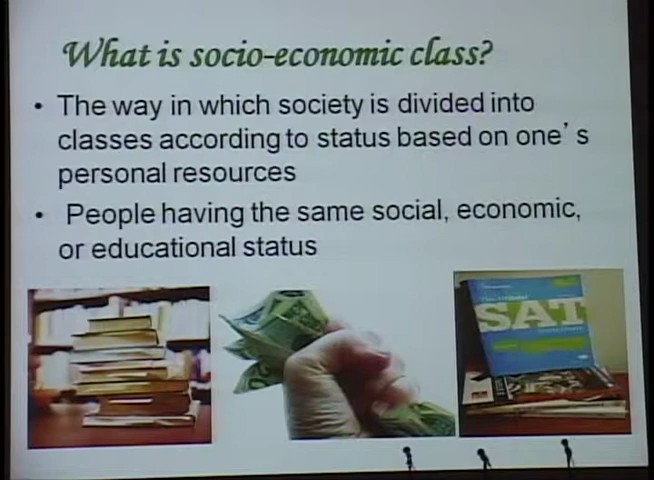 What is socio-economic class?
• The way in which society is divided into
classes according to status based on one's
personal resources
• People having the same social, economic,
or educational status
SAT